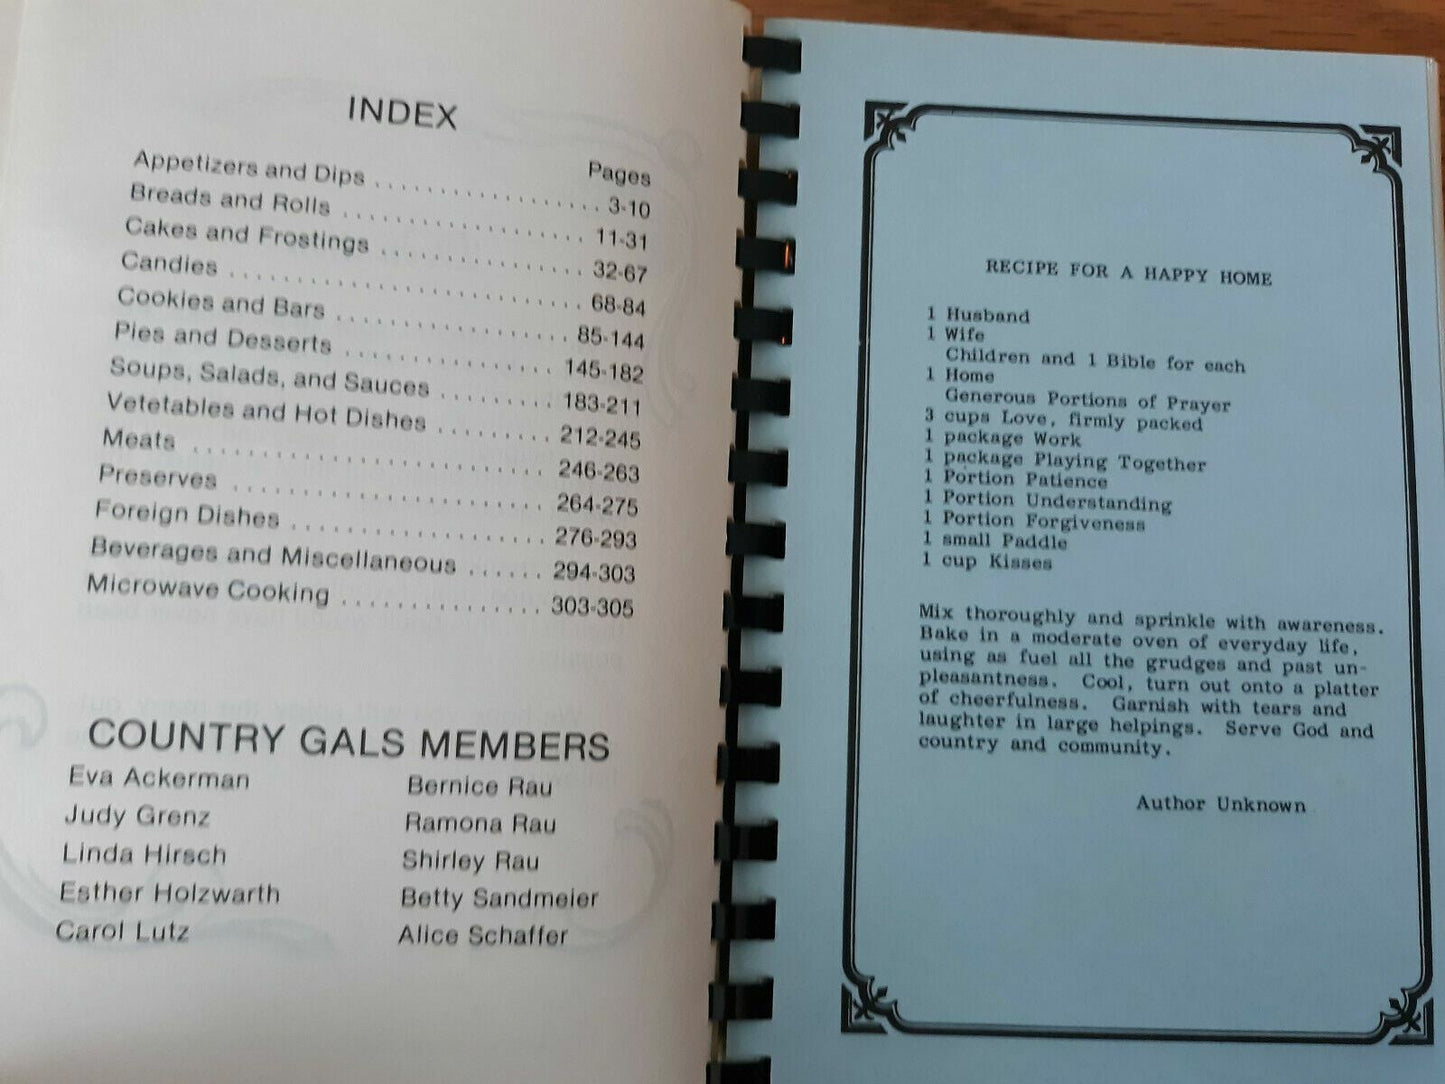 INDEX
Pages
Appetizers and Dips . . . . . . . . . . . . . . . . . . 3-10
Breads and Rolls . . . . . . . . . . . . . . . . . . . 11-31
Cakes and Frostings . . . . . . . . . . . . . . . . 32-67
Candies . . . . . . . . . . . . . . . . . . . . . . . . . . . 68-84
Cookies and Bars . . . . . . . . . . . . . . . . . . 85-144
Pies and Desserts . . . . . . . . . . . . . . . . 145-182
Soups, Salads, and Sauces . . . . . . . . . 183-211
Vetetables and Hot Dishes . . . . . . . . . 212-245
Meats . . . . . . . . . . . . . . . . . . . . . . . . . . . 246-263
Preserves . . . . . . . . . . . . . . . . . . . . . . . . 264-275
Foreign Dishes . . . . . . . . . . . . . . . . . . . . 276-293
Beverages and Miscellaneous . . . . . . 294-303
Microwave Cooking . . . . . . . . . . . . . . . . 303-305
COUNTRY GALS MEMBERS
Eva Ackerman
Judy Grenz
Linda Hirsch
Esther Holzwarth
Carol Lutz
Bernice Rau
Ramona Rau
Shirley Rau
Betty Sandmeier
Alice Schaffer
RECIPE FOR A HAPPY HOME
1 Husband
1 Wife
Children and 1 Bible for each
1 Home
Generous Portions of Prayer
3 cups Love, firmly packed
1 package Work
1 package Playing Together
1 Portion Patience
1 Portion Understanding
1 Portion Forgiveness
1 small Paddle
1 cup Kisses
Mix thoroughly and sprinkle with awareness.
Bake in a moderate oven of everyday life,
using as fuel all the grudges and past un-
pleasantness. Cool, turn out onto a platter
of cheerfulness. Garnish with tears and
laughter in large helpings. Serve God and
country and community.
Author Unknown